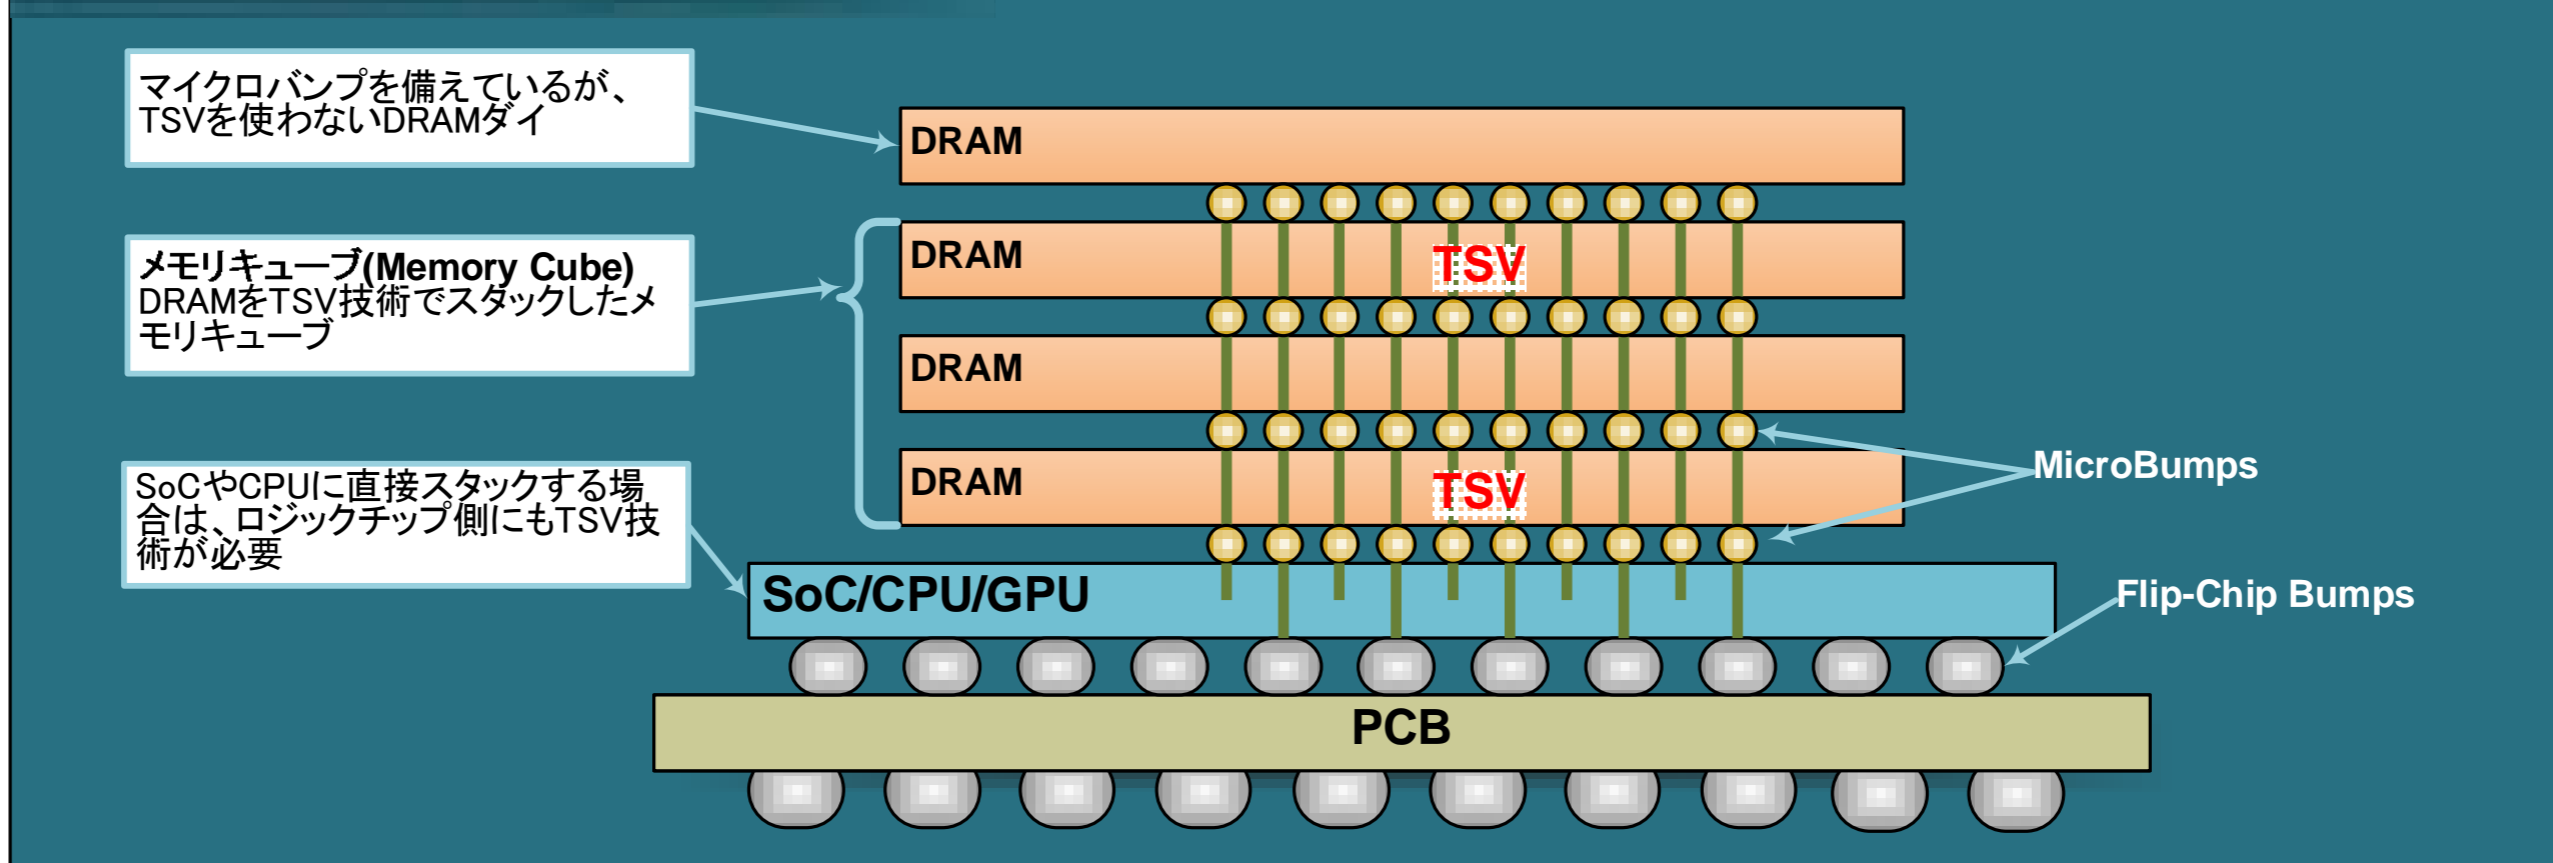 マイクロバンプを備えているが、
TSVを使わないDRAMダイ
DRAM
メモリキューブ(Memory Cube)
DRAMをTSV技術でスタックしたメ
モリキューブ
DRAM
TSV
DRAM
DRAM
TSV
MicroBumps
SoCやCPUに直接スタックする場
合は、ロジックチップ側にもTSV技
術が必要
SoC/CPU/GPU
Flip-Chip Bumps
PCB